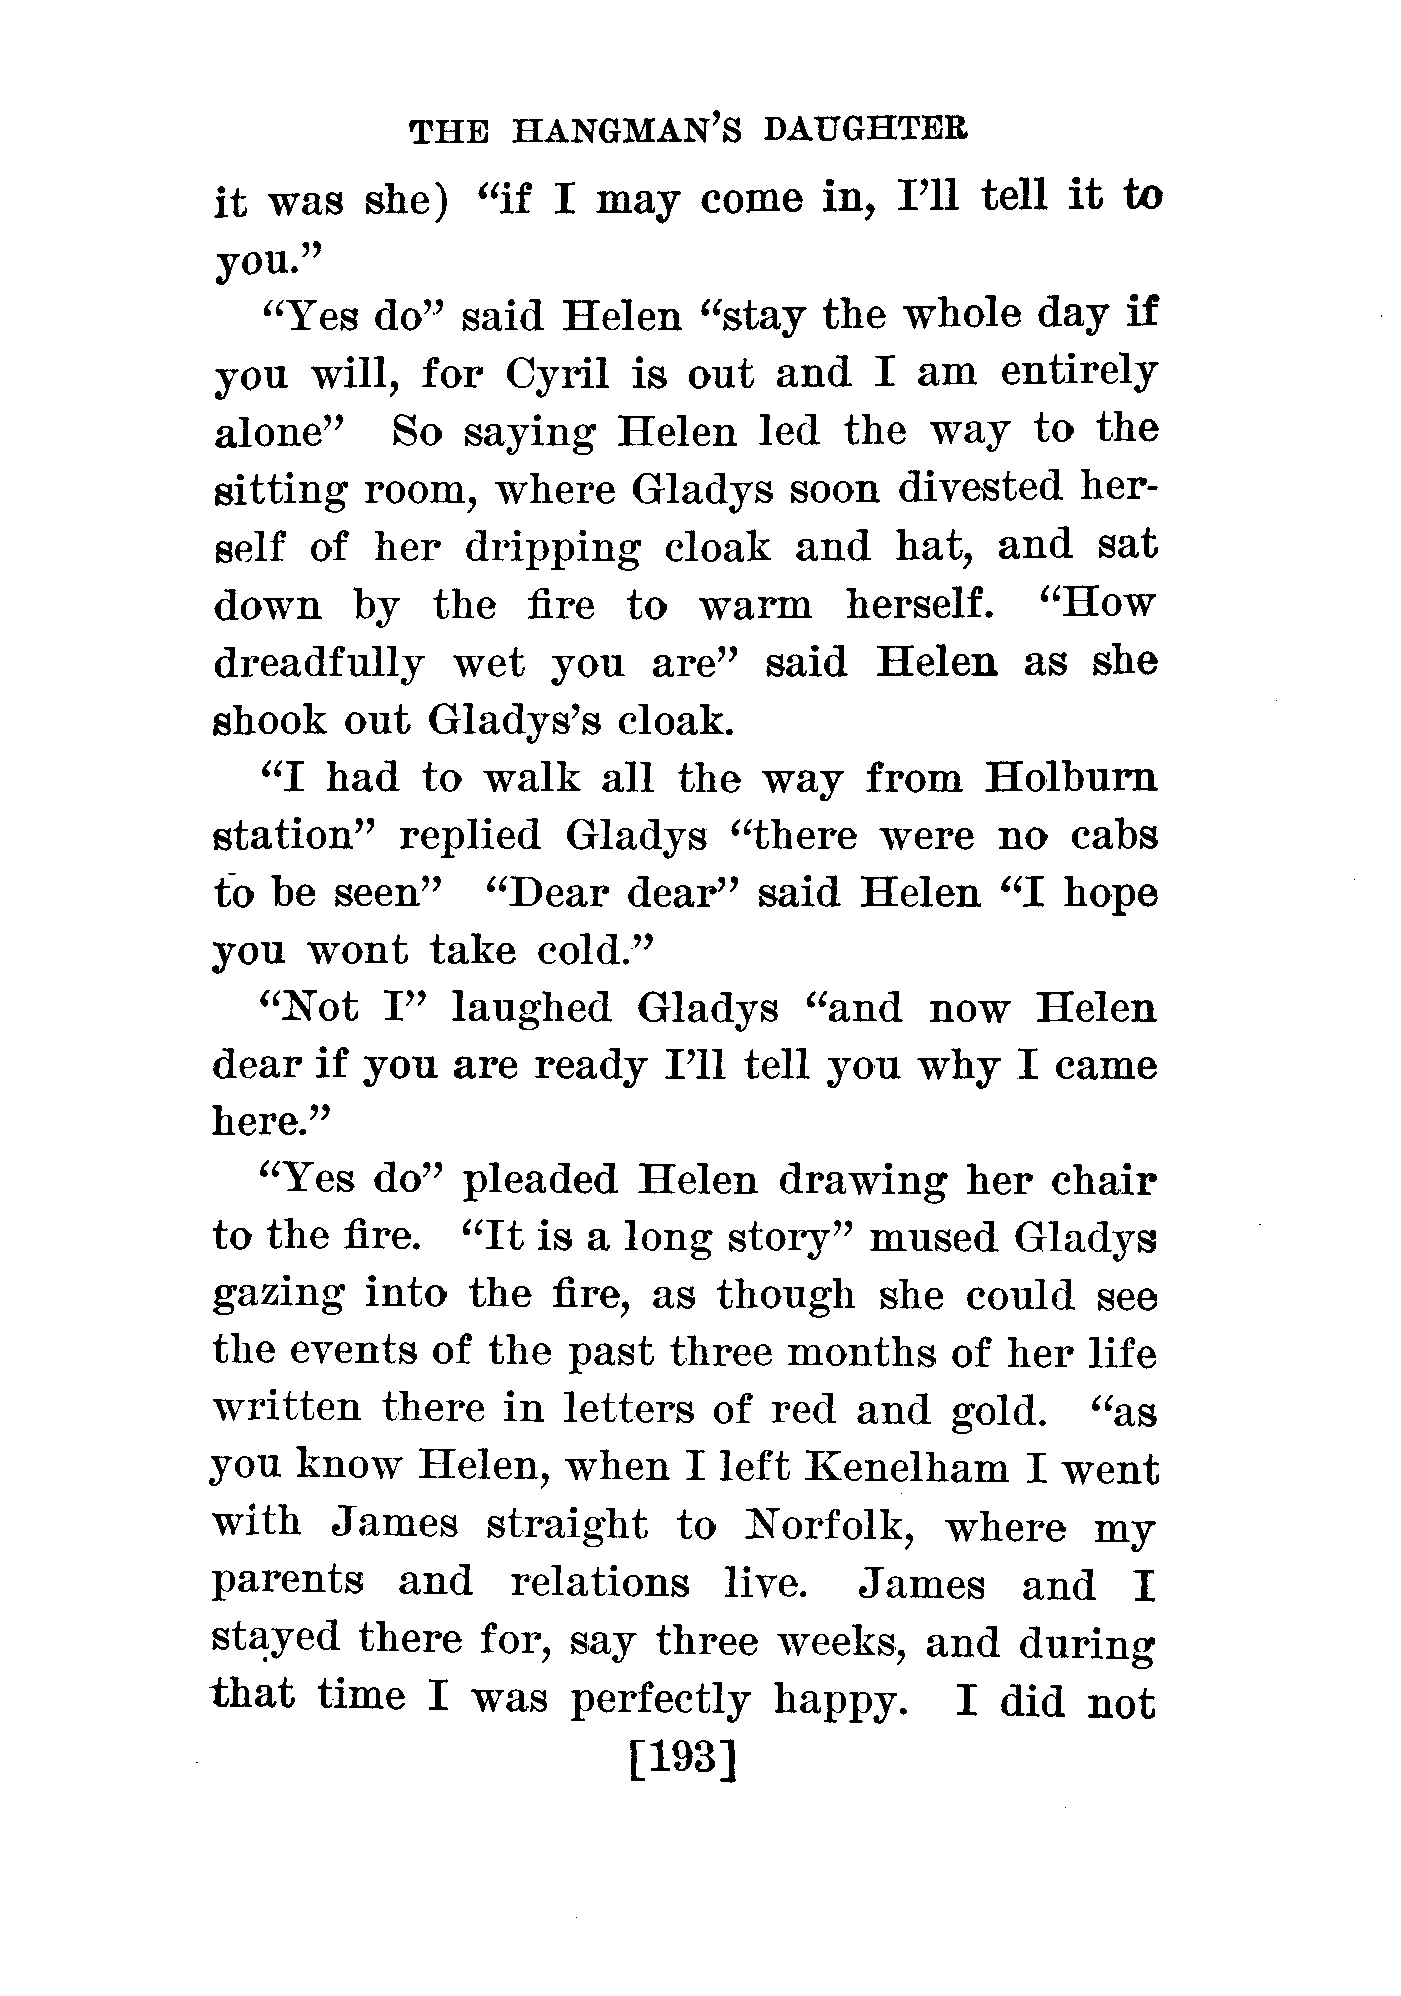 THE HANGMAN'S DAUGHTER
it was she) “if I may come in, I'll tell it to
you.”
“Yes do” said Helen “stay the whole day if
you will, for Cyril is out and I am entirely
alone” So saying Helen led the way to the
sitting room, where Gladys soon divested her-
self of her dripping cloak and hat, and sat
down by the fire to warm herself. “How
dreadfully wet you are” said Helen as she
shook out Gladys's cloak.
“I had to walk all the way from Holburn
station” replied Gladys “there were no cabs
to be seen” “Dear dear” said Helen “I hope
you wont take cold.”
“Not I” laughed Gladys “and now Helen
dear if you are ready I'll tell you why I came
here.”
“Yes do” pleaded Helen drawing her chair
to the fire. “It is a long story” mused Gladys
gazing into the fire, as though she could see
the events of the past three months of her life
written there in letters of red and gold. “as
you know Helen, when I left Kenelham I went
with James straight to Norfolk, where my
parents and relations live. James and I
stayed there for, say three weeks, and during
that time I was perfectly happy. I did not
[193]